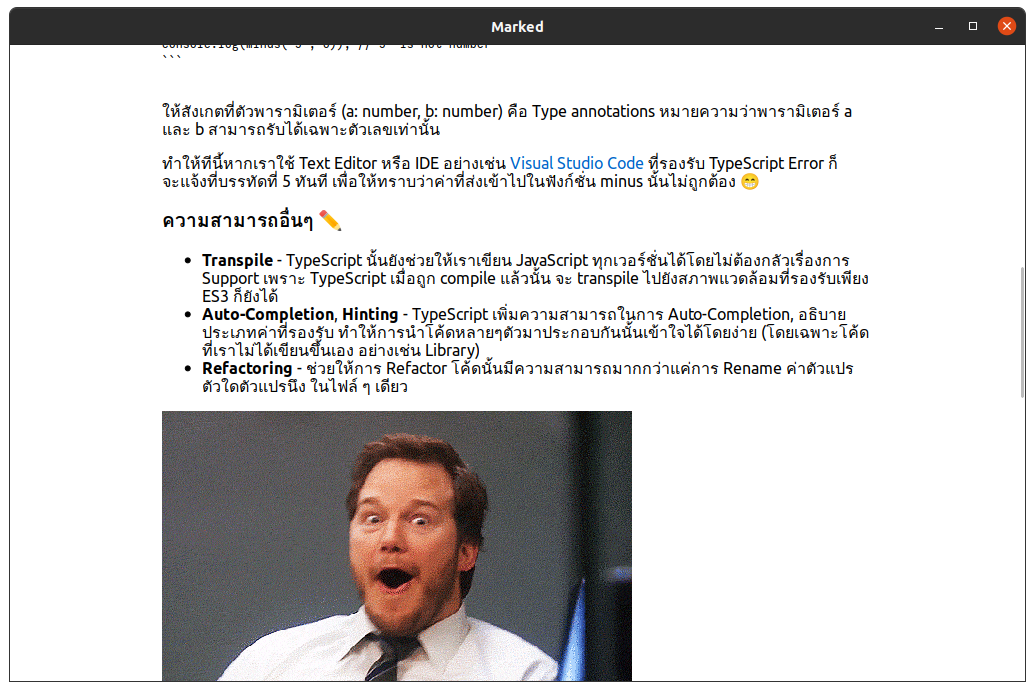 Marked
console.log(minus("5", 6)); // "5" is not number
```
ให้สังเกตที่ตัวพารามิเตอร์ (a: number, b: number) คือ Type annotations หมายความว่าพารามิเตอร์ a
และ b สามารถรับได้เฉพาะตัวเลขเท่านั้น
ทำให้ทีนี้หากเราใช้ Text Editor หรือ IDE อย่างเช่น Visual Studio Code ที่รองรับ TypeScript Error ก็
จะแจ้งที่บรรทัดที่ 5 ทันที เพื่อให้ทราบว่าค่าที่ส่งเข้าไปในฟังก์ชั่น minus นั้นไม่ถูกต้อง 😁
ความสามารถอื่นๆ ✏️
• Transpile - TypeScript นั้นยังช่วยให้เราเขียน JavaScript ทุกเวอร์ชั่นได้โดยไม่ต้องกลัวเรื่องการ
Support เพราะ TypeScript เมื่อถูก compile แล้วนั้น จะ transpile ไปยังสภาพแวดล้อมที่รองรับเพียง
ES3 ก็ยังได้
• Auto-Completion, Hinting - TypeScript เพิ่มความสามารถในการ Auto-Completion, อธิบาย
ประเภทค่าที่รองรับ ทำให้การนำโค้ดหลายๆตัวมาประกอบกันนั้นเข้าใจได้โดยง่าย (โดยเฉพาะโค้ด
ที่เราไม่ได้เขียนขึ้นเอง อย่างเช่น Library)
• Refactoring - ช่วยให้การ Refactor โค้ดนั้นมีความสามารถมากกว่าแค่การ Rename ค่าตัวแปร
ตัวใดตัวแปรนึง ในไฟล์ ๆ เดียว